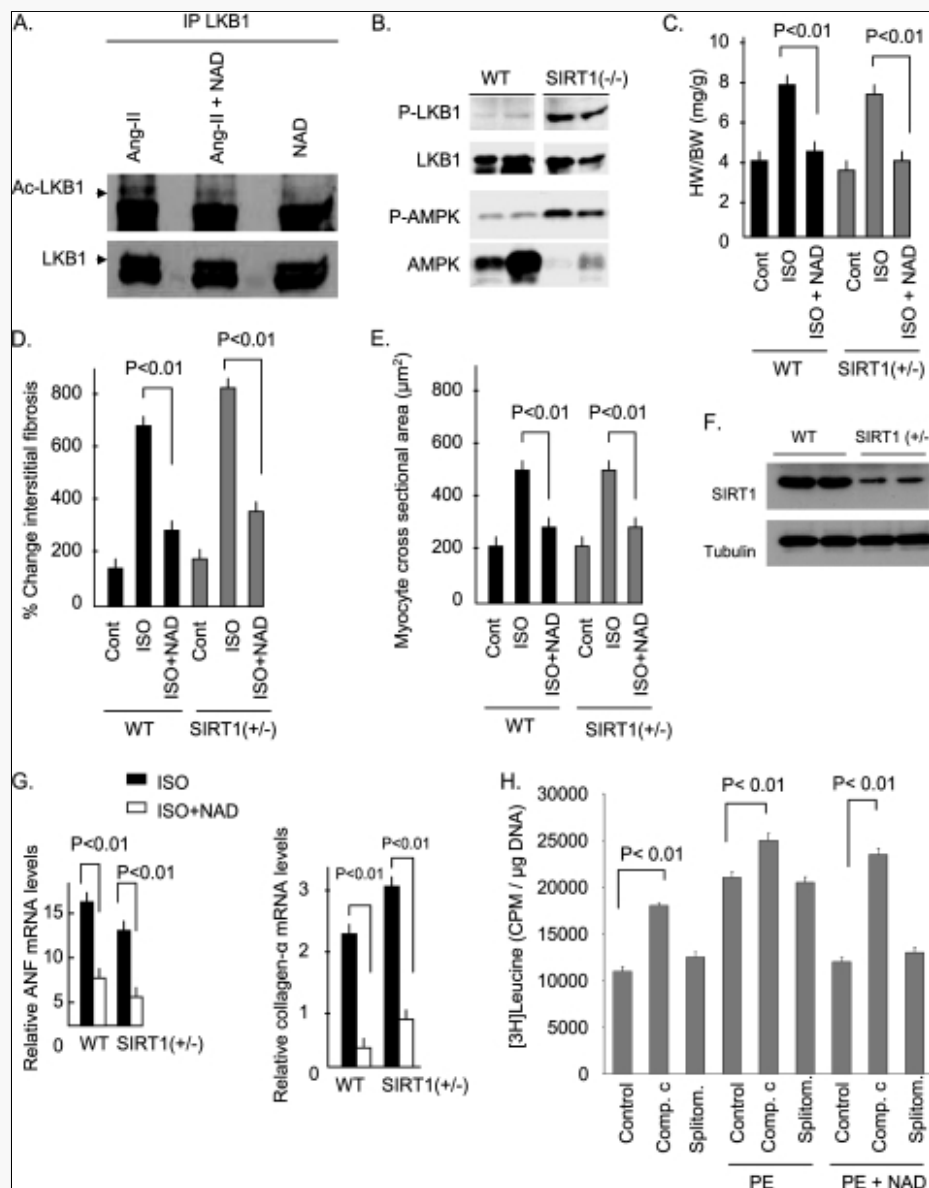 A.
IP LKB1
Ang-II
Ang-II + NAD
NAD
Ac-LKB1
LKB1
B.
WT SIRT1(-/-)
P-LKB1
LKB1
P-AMPK
AMPK
C.
P<0.01
P<0.01
HW/BW (mg/g)
10
8
6
4
2
0
Cont
ISO
ISO + NAD
Cont
ISO
ISO + NAD
WT SIRT1(+/-)
D.
P<0.01
P<0.01
% Change interstitial fibrosis
800
600
400
200
0
Cont
ISO
ISO+NAD
Cont
ISO
ISO+NAD
WT SIRT1(+/-)
E.
P<0.01
P<0.01
Myocyte cross sectional area (µm²)
800
600
400
200
0
Cont
ISO
ISO+NAD
Cont
ISO
ISO+NAD
WT SIRT1(+/-)
F.
WT SIRT1 (+/-
SIRT1
Tubulin
G.
ISO
ISO+NAD
P<0.01
P<0.01
Relative ANF mRNA levels
15
10
5
0
WT SIRT1(+/-)
P<0.01
P<0.01
Relative collagen-α mRNA levels
3
2
1
0
WT SIRT1(+/-)
H.
P< 0.01
P< 0.01
P< 0.01
[3H]Leucine (CPM / µg DNA)
30000
25000
20000
15000
10000
5000
0
Control
Comp. c
Splitom.
Control
Comp. c
Splitom.
Control
Comp. c
Splitom.
PE PE + NAD